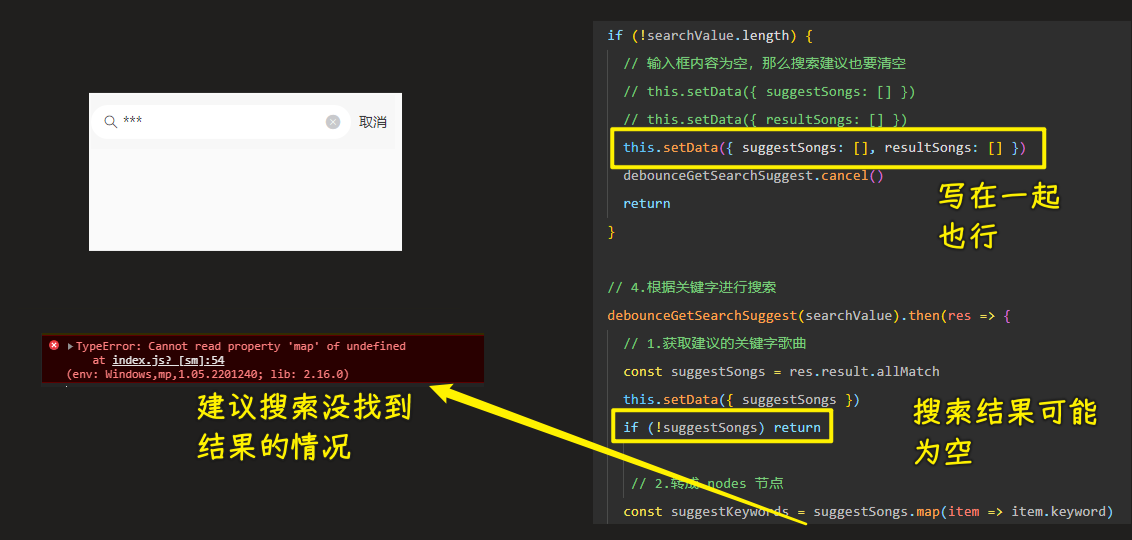 *** 取消
TypeError: Cannot read property 'map' of undefined
at index.js? [sm]:54
(env: Windows,mp,1.05.2201240; lib: 2.16.0)
建议搜索没找到
结果的情况
if (!searchValue.length) {
// 输入框内容为空，那么搜索建议也要清空
// this.setData({ suggestSongs: [] })
// this.setData({ resultSongs: [] })
this.setData({ suggestSongs: [], resultSongs: [] })
debounceGetSearchSuggest.cancel()
return
}
写在一起
也行
// 4.根据关键字进行搜索
debounceGetSearchSuggest(searchValue).then(res => {
// 1.获取建议的关键字歌曲
const suggestSongs = res.result.allMatch
this.setData({ suggestSongs })
if (!suggestSongs) return
搜索结果可能
为空
// 2.转成 nodes 节点
const suggestKeywords = suggestSongs.map(item => item.keyword)